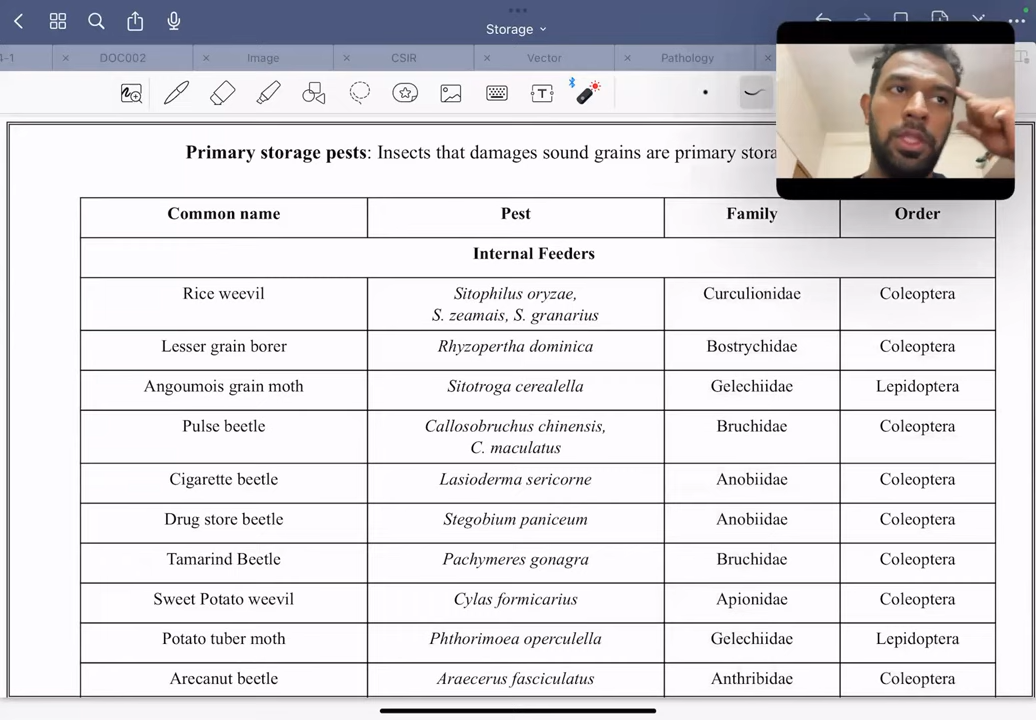 Storage
4-1
DOC002
Image
CSIR
Vector
Pathology
Primary storage pests: Insects that damages sound grains are primary
Common name Pest Family Order
Internal Feeders
Rice weevil Sitophilus oryzae, Curculionidae Coleoptera
S. zeamais, S. granarius
Lesser grain borer Rhyzopertha dominica Bostrychidae Coleoptera
Angoumois grain moth Sitotroga cerealella Gelechiidae Lepidoptera
Pulse beetle Callosobruchus chinensis, Bruchidae Coleoptera
C. maculatus
Cigarette beetle Lasioderma sericorne Anobiidae Coleoptera
Drug store beetle Stegobium paniceum Anobiidae Coleoptera
Tamarind Beetle Pachymeres gonagra Bruchidae Coleoptera
Sweet Potato weevil Cylas formicarius Apionidae Coleoptera
Potato tuber moth Phthorimoea operculella Gelechiidae Lepidoptera
Arecanut beetle Araecerus fasciculatus Anthribidae Coleoptera